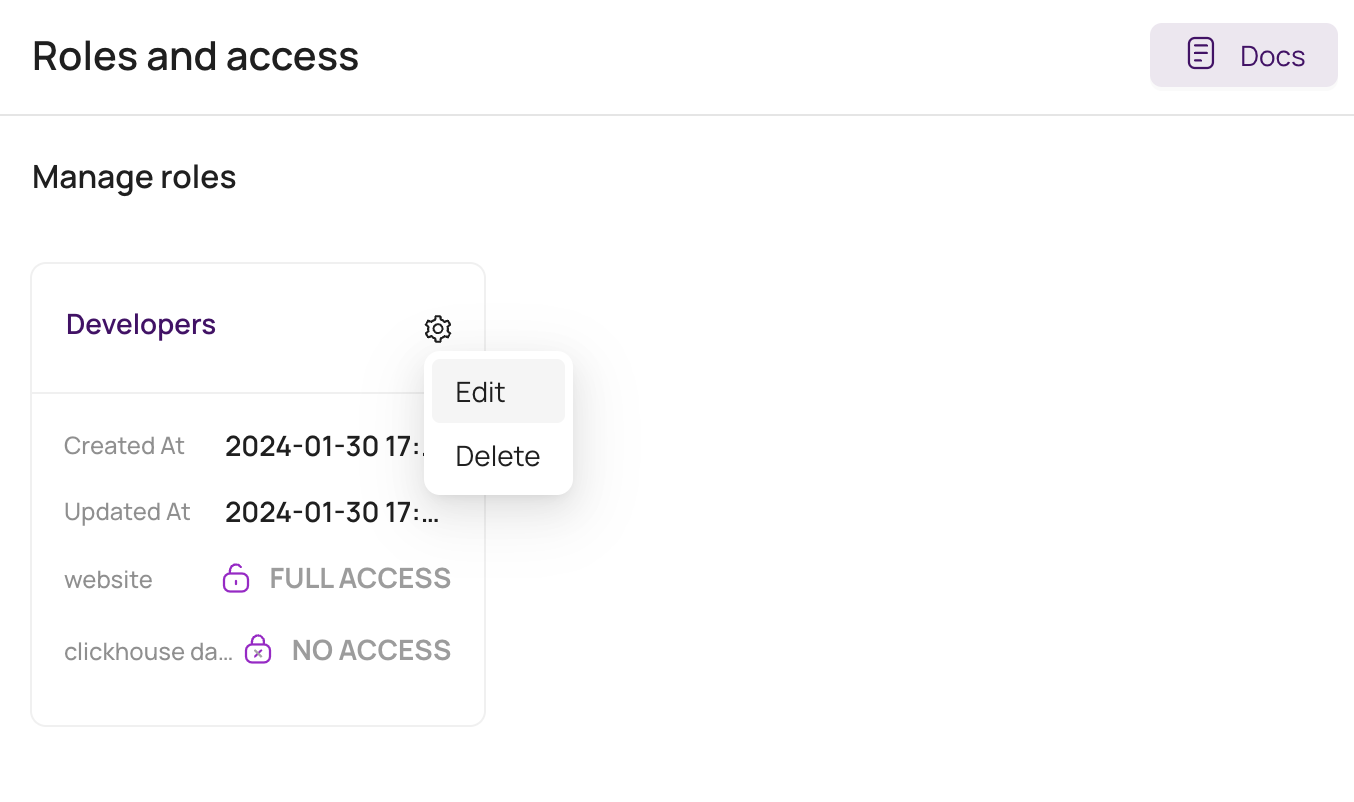 Roles and access
Docs
Manage roles
Developers
Edit
Delete
Created At 2024-01-30 17:.
Updated At 2024-01-30 17:...
website FULL ACCESS
clickhouse da... NO ACCESS